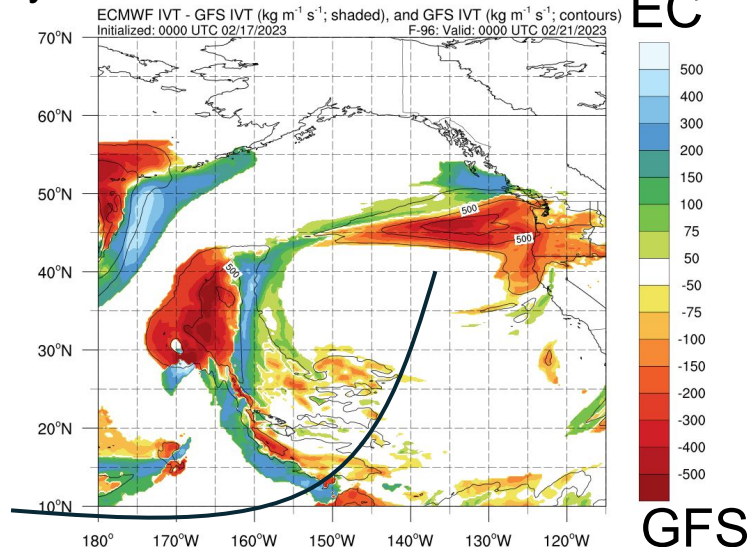 ECMWF IVT - GFS IVT (kg m⁻¹ s⁻¹; shaded), and GFS IVT (kg m⁻¹ s⁻¹; contours)
Initialized: 0000 UTC 02/17/2023 F-96: Valid: 0000 UTC 02/21/2023
EC
70°N
60°N
50°N
40°N
30°N
20°N
10°N
500
500
500
180° 170°W 160°W 150°W 140°W 130°W 120°W
500
400
300
200
150
100
75
50
-50
-75
-100
-150
-200
-300
-400
-500
GFS